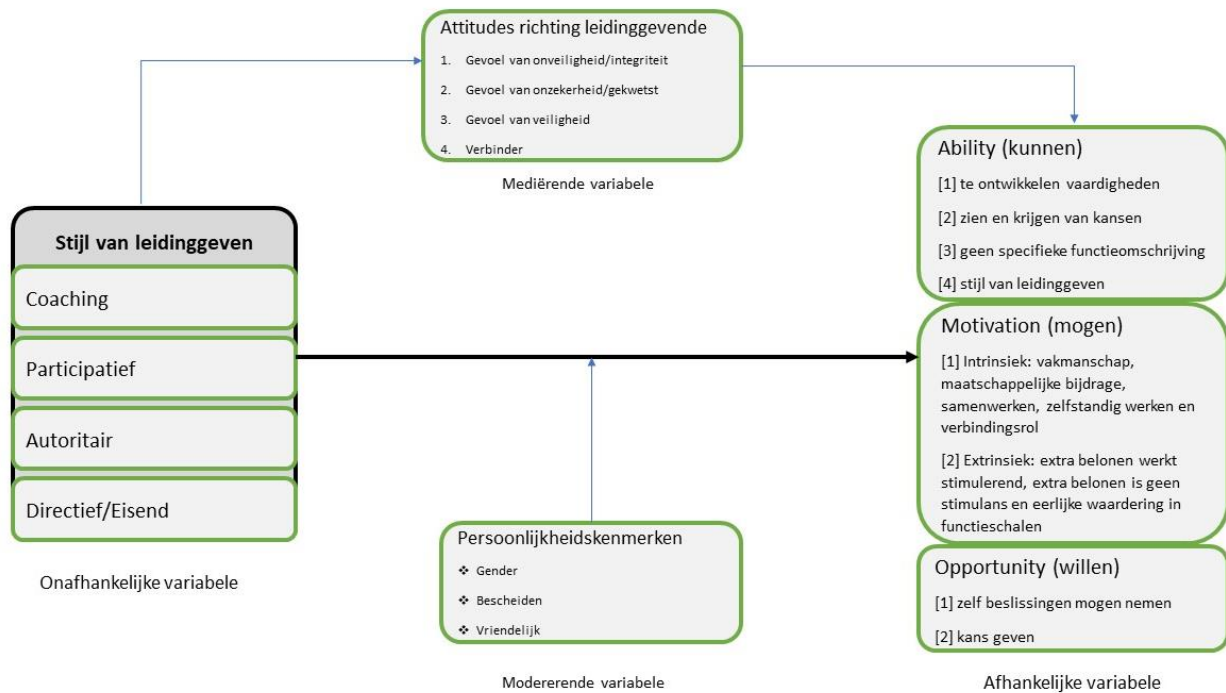 Attitudes richting leidinggevende
1. Gevoel van onveiligheid/integriteit
2. Gevoel van onzekerheid/gekwetst
3. Gevoel van veiligheid
4. Verbinder
Mediërende variabele
Stijl van leidinggeven
Coaching
Participatief
Autoritair
Directief/Eisend
Onafhankelijke variabele
Persoonlijkheidskenmerken
❖ Gender
❖ Bescheiden
❖ Vriendelijk
Modererende variabele
Ability (kunnen)
[1] te ontwikkelen vaardigheden
[2] zien en krijgen van kansen
[3] geen specifieke functieomschrijving
[4] stijl van leidinggeven
Motivation (mogen)
[1] Intrinsiek: vakmanschap,
maatschappelijke bijdrage,
samenwerken, zelfstandig werken en
verbindingsrol
[2] Extrinsiek: extra belonen werkt
stimulerend, extra belonen is geen
stimulans en eerlijke waardering in
functieschalen
Opportunity (willen)
[1] zelf beslissingen mogen nemen
[2] kans geven
Afhankelijke variabele